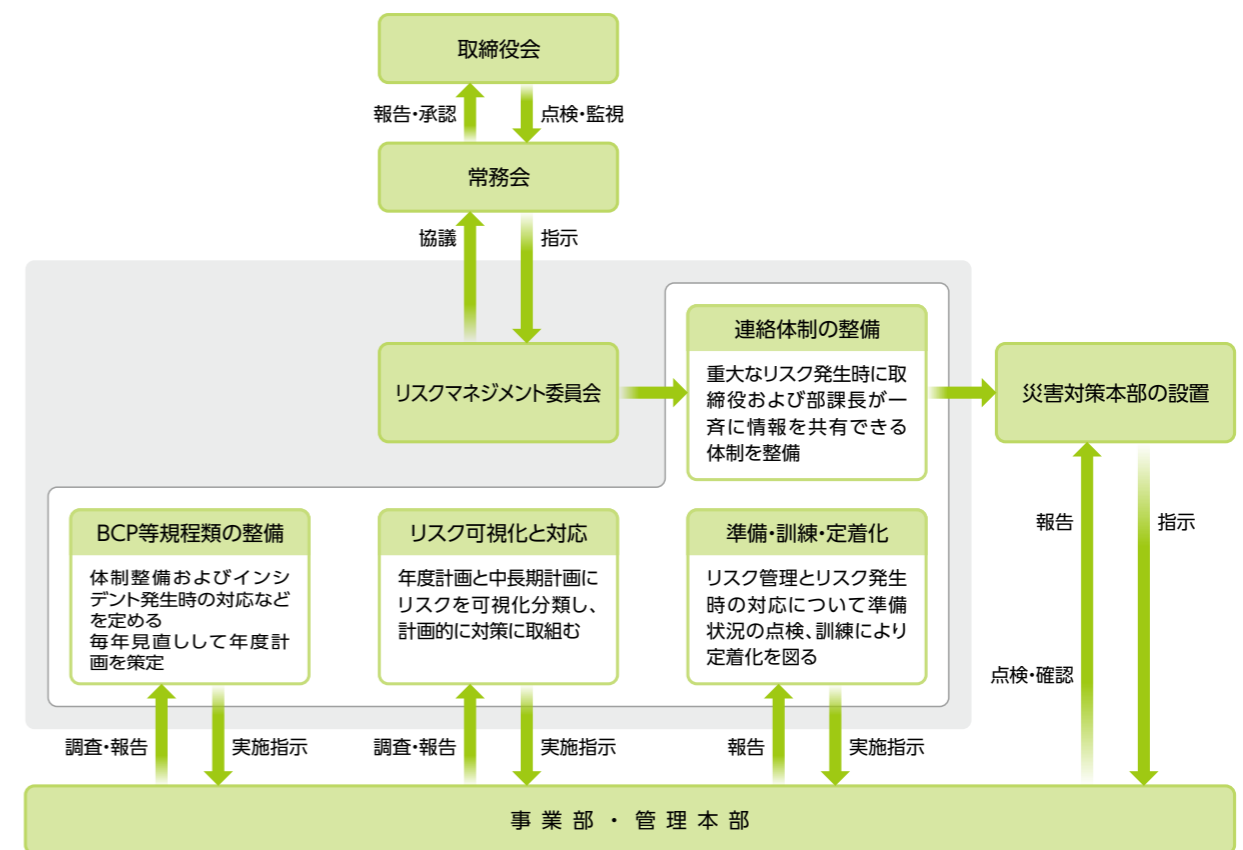 取締役会
報告・承認
点検・監視
常務会
協議
指示
リスクマネジメント委員会
連絡体制の整備
重大なリスク発生時に取
締役および部課長が一
斉に情報を共有できる
体制を整備
災害対策本部の設置
BCP等規程類の整備
体制整備およびインシ
デント発生時の対応など
を定める
毎年見直しして年度計
画を策定
リスク可視化と対応
年度計画と中長期計画に
リスクを可視化分類し、
計画的に対策に取組む
準備・訓練・定着化
リスク管理とリスク発生
時の対応について準備
状況の点検、訓練により
定着化を図る
報告
指示
点検・確認
調査・報告
実施指示
調査・報告
実施指示
報告
実施指示
事業部・管理本部